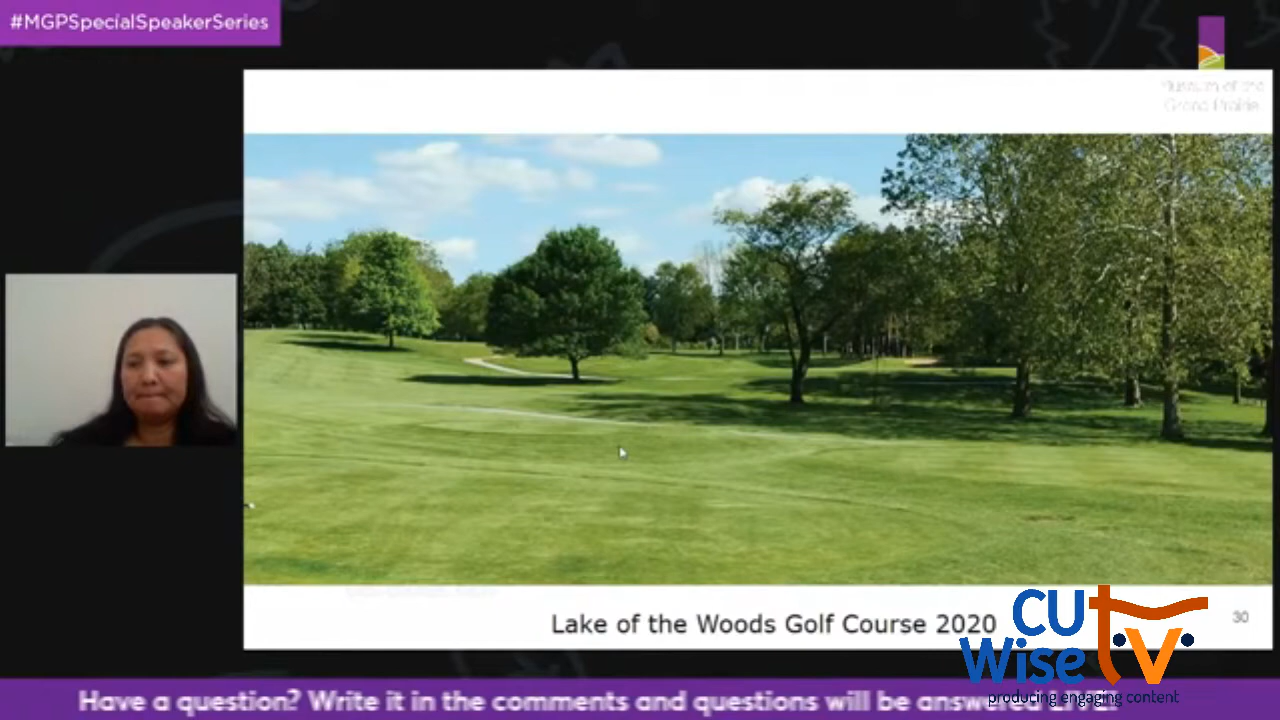 #MGPSpecialSpeakerSeries
Museum of the
Grand Prairie
Lake of the Woods Golf Course 2020
30
CU
Wise tv
producing engaging content
Have a question? Write it in the comments and questions will be answered